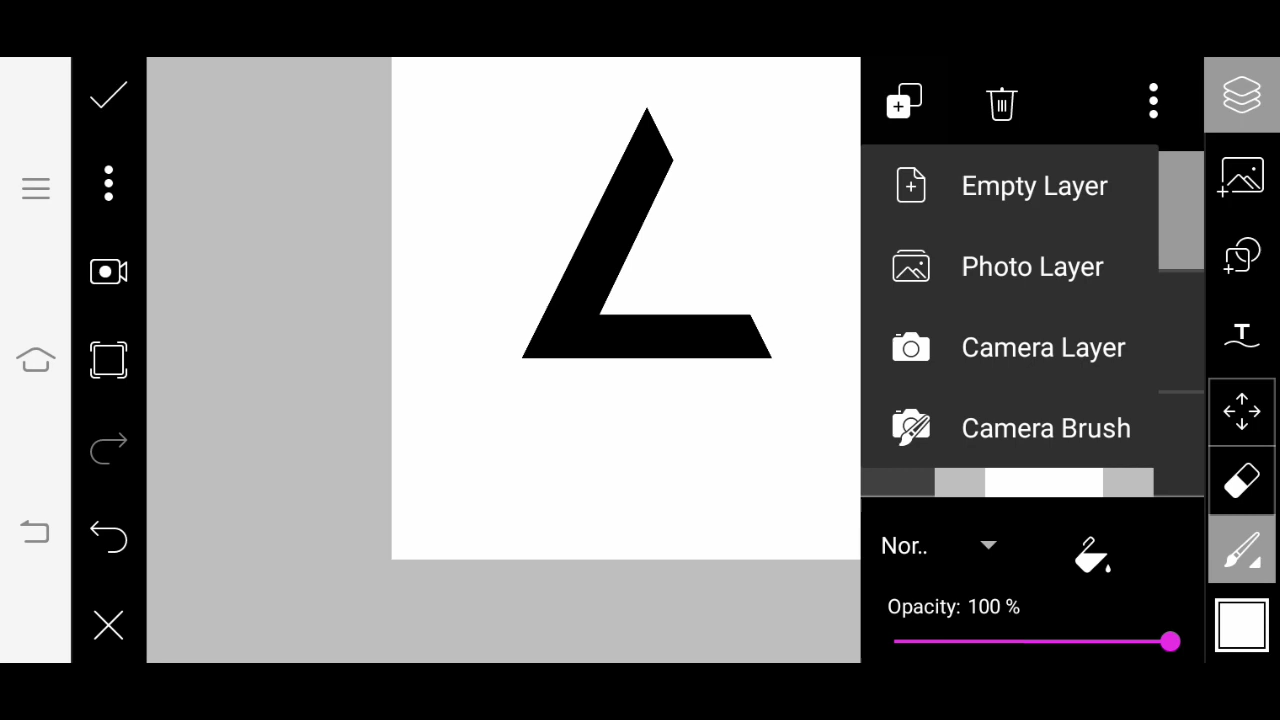 Empty Layer
Photo Layer
Camera Layer
Camera Brush
Nor..
Opacity: 100 %
T